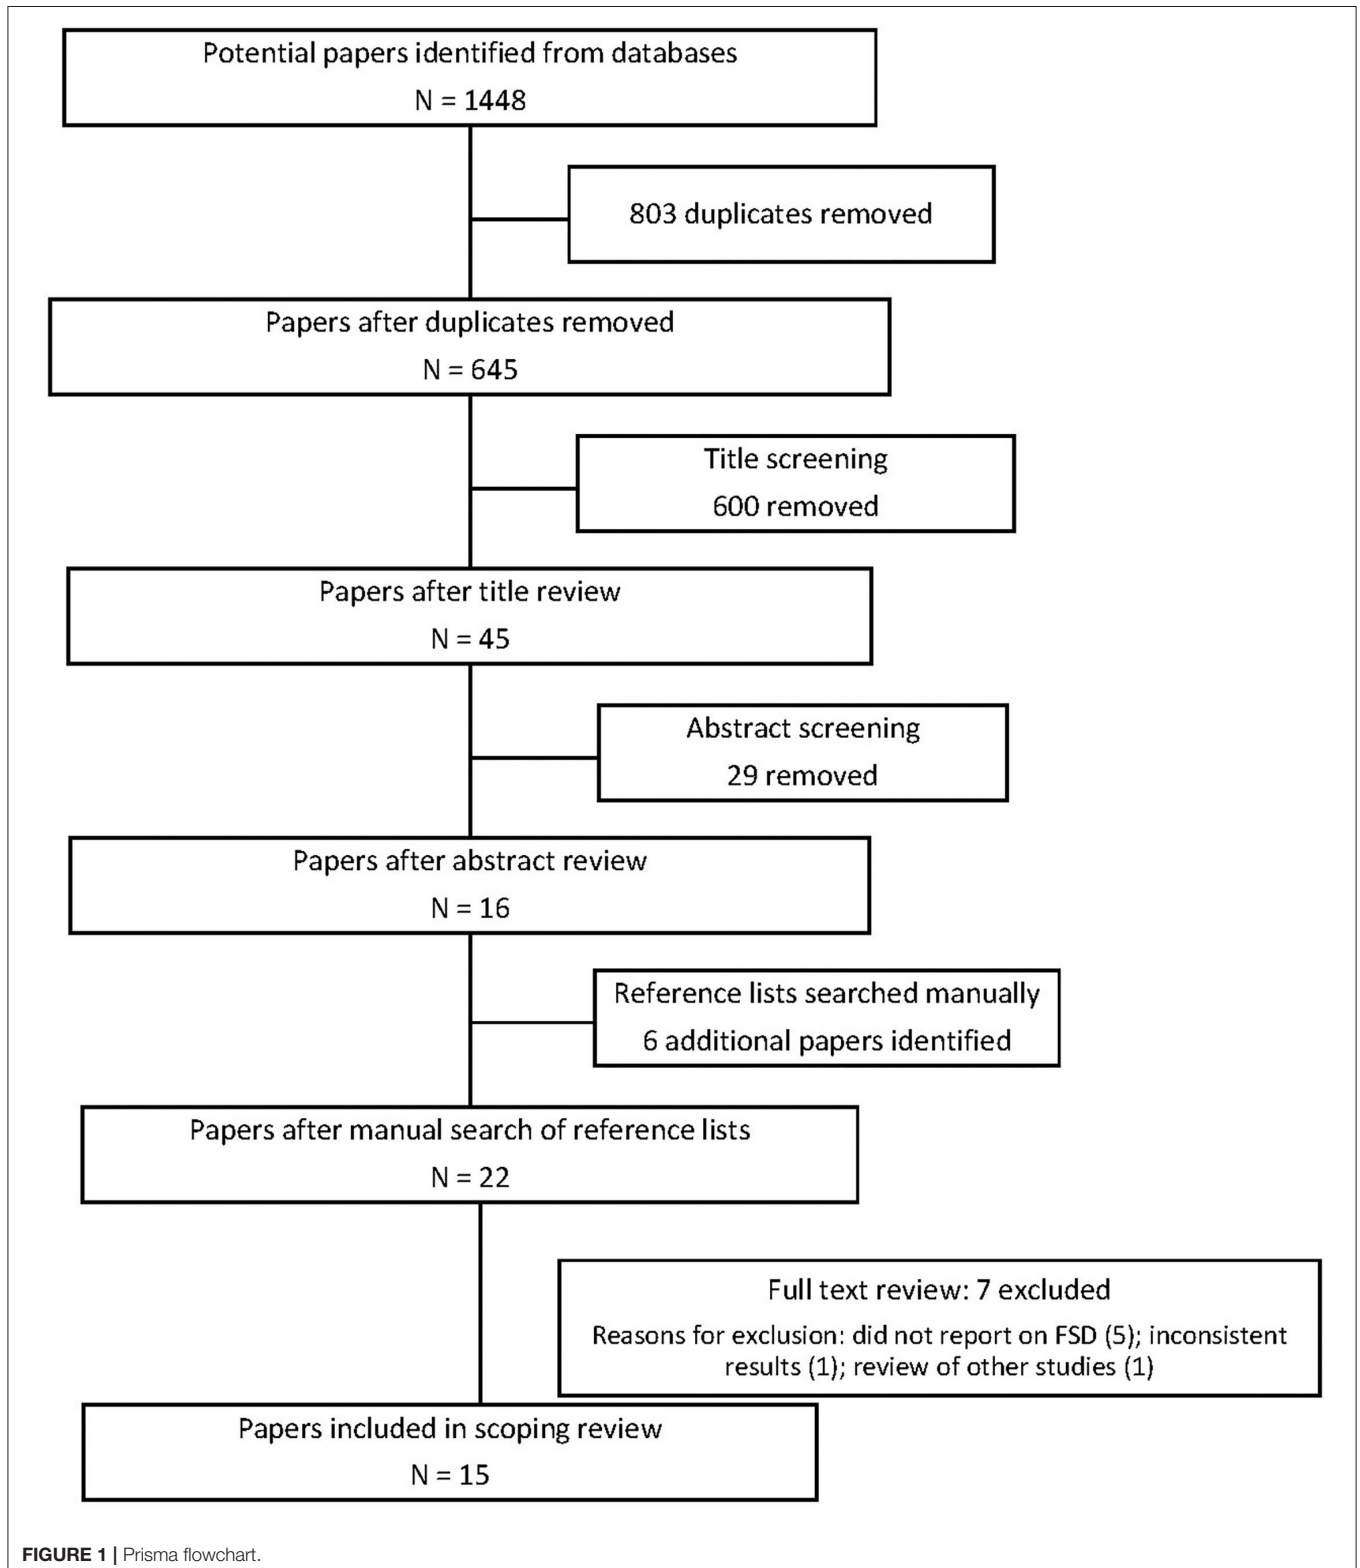 Potential papers identified from databases
N = 1448
803 duplicates removed
Papers after duplicates removed
N = 645
Title screening
600 removed
Papers after title review
N = 45
Abstract screening
29 removed
Papers after abstract review
N = 16
Reference lists searched manually
6 additional papers identified
Papers after manual search of reference lists
N = 22
Full text review: 7 excluded
Reasons for exclusion: did not report on FSD (5); inconsistent
results (1); review of other studies (1)
Papers included in scoping review
N = 15
FIGURE 1 | Prisma flowchart.